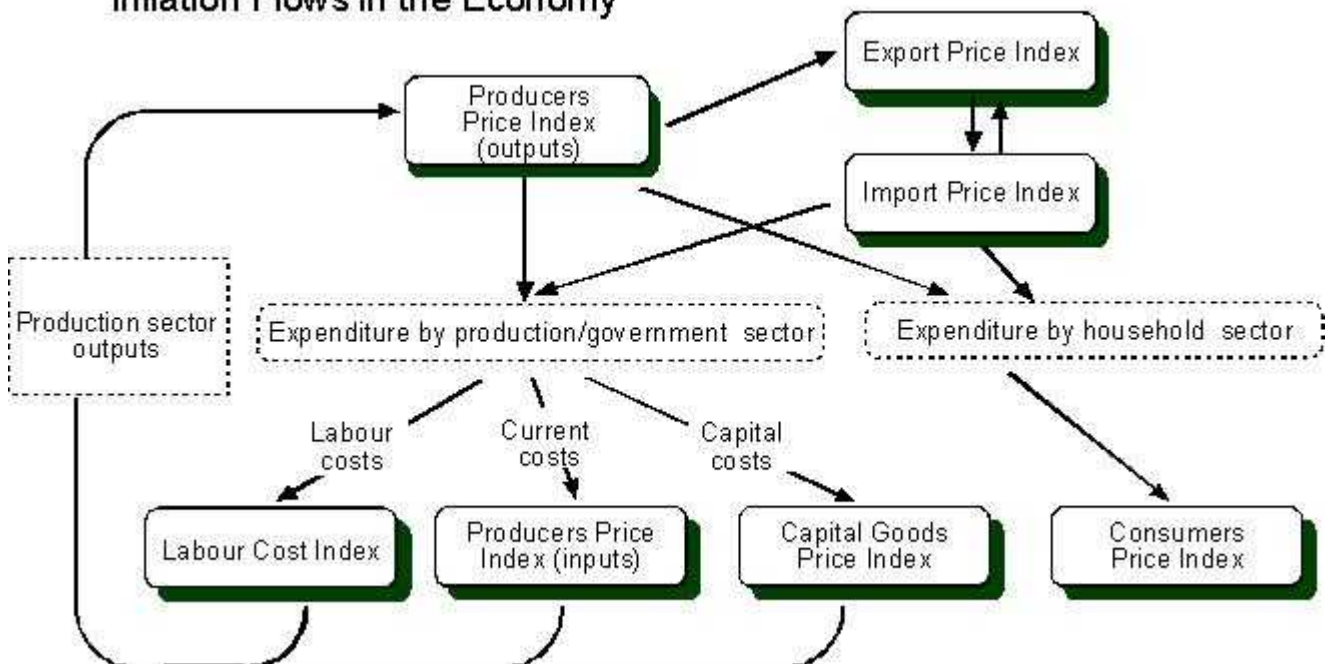 Inflation Flows in the Economy
Export Price Index
Producers
Price Index
(outputs)
Import Price Index
Production sector
outputs
Expenditure by production/government sector
Expenditure by household sector
Labour
costs
Current
costs
Capital
costs
Labour Cost Index
Producers Price
Index (inputs)
Capital Goods
Price Index
Consumers
Price Index